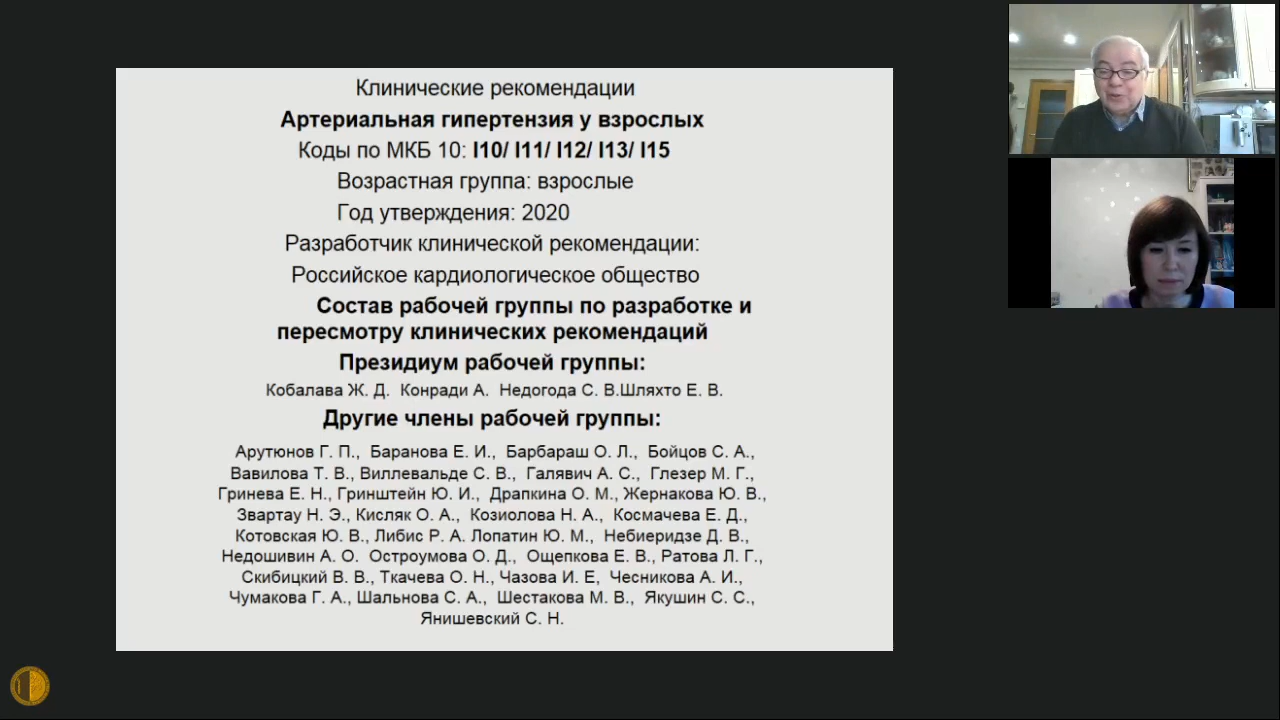 Клинические рекомендации
Артериальная гипертензия у взрослых
Коды по МКБ 10: I10/ I11/ I12/ I13/ I15
Возрастная группа: взрослые
Год утверждения: 2020
Разработчик клинической рекомендации:
Российское кардиологическое общество
Состав рабочей группы по разработке и
пересмотру клинических рекомендаций
Президиум рабочей группы:
Кобалава Ж. Д. Конради А. Недогода С. В.Шляхто Е. В.
Другие члены рабочей группы:
Арутюнов Г. П., Баранова Е. И., Барбараш О. Л., Бойцов С. А.,
Вавилова Т. В., Виллевальде С. В., Галявич А. С., Глезер М. Г.,
Гринева Е. Н., Гринштейн Ю. И., Драпкина О. М., Жернакова Ю. В.,
Звартау Н. Э., Кисляк О. А., Козиолова Н. А., Космачева Е. Д.,
Котовская Ю. В., Либис Р. А. Лопатин Ю. М., Небиеридзе Д. В.,
Недошивин А. О. Остроумова О. Д., Ощепкова Е. В., Ратова Л. Г.,
Скибицкий В. В., Ткачева О. Н., Чазова И. Е, Чесникова А. И.,
Чумакова Г. А., Шальнова С. А., Шестакова М. В., Якушин С. С.,
Янишевский С. Н.